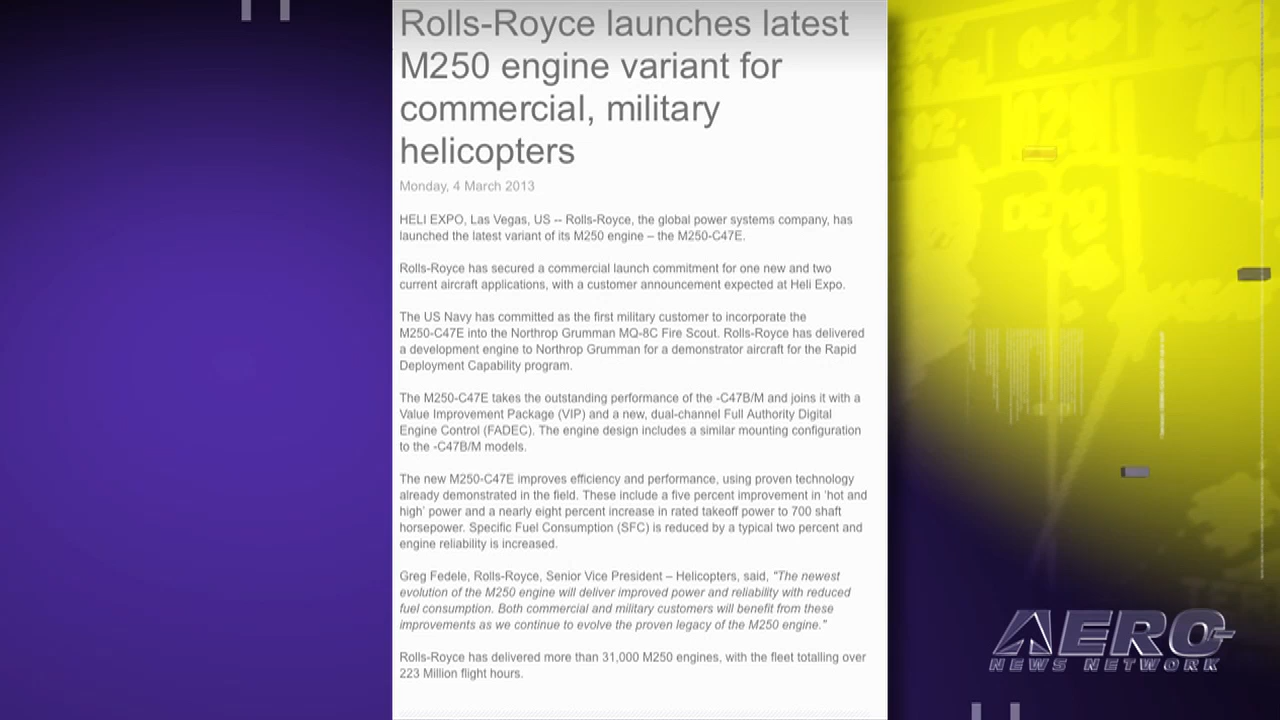 Rolls-Royce launches latest
M250 engine variant for
commercial, military
helicopters
Monday, 4 March 2013
HELI EXPO, Las Vegas, US -- Rolls-Royce, the global power systems company, has
launched the latest variant of its M250 engine – the M250-C47E.
Rolls-Royce has secured a commercial launch commitment for one new and two
current aircraft applications, with a customer announcement expected at Heli Expo.
The US Navy has committed as the first military customer to incorporate the
M250-C47E into the Northrop Grumman MQ-8C Fire Scout. Rolls-Royce has delivered
a development engine to Northrop Grumman for a demonstrator aircraft for the Rapid
Deployment Capability program.
The M250-C47E takes the outstanding performance of the -C47B/M and joins it with a
Value Improvement Package (VIP) and a new, dual-channel Full Authority Digital
Engine Control (FADEC). The engine design includes a similar mounting configuration
to the -C47B/M models.
The new M250-C47E improves efficiency and performance, using proven technology
already demonstrated in the field. These include a five percent improvement in 'hot and
high' power and a nearly eight percent increase in rated takeoff power to 700 shaft
horsepower. Specific Fuel Consumption (SFC) is reduced by a typical two percent and
engine reliability is increased.
Greg Fedele, Rolls-Royce, Senior Vice President – Helicopters, said, "The newest
evolution of the M250 engine will deliver improved power and reliability with reduced
fuel consumption. Both commercial and military customers will benefit from these
improvements as we continue to evolve the proven legacy of the M250 engine."
Rolls-Royce has delivered more than 31,000 M250 engines, with the fleet totalling over
223 Million flight hours.
DEMO
AERO-
NEWS NETWORK